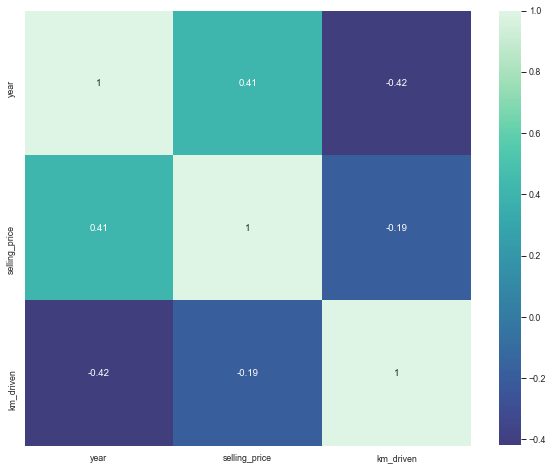 year
1
0.41
-0.42
selling_price
0.41
1
-0.19
km_driven
-0.42
-0.19
1
year
selling_price
km_driven
1.0
0.8
0.6
0.4
0.2
0.0
−0.2
−0.4